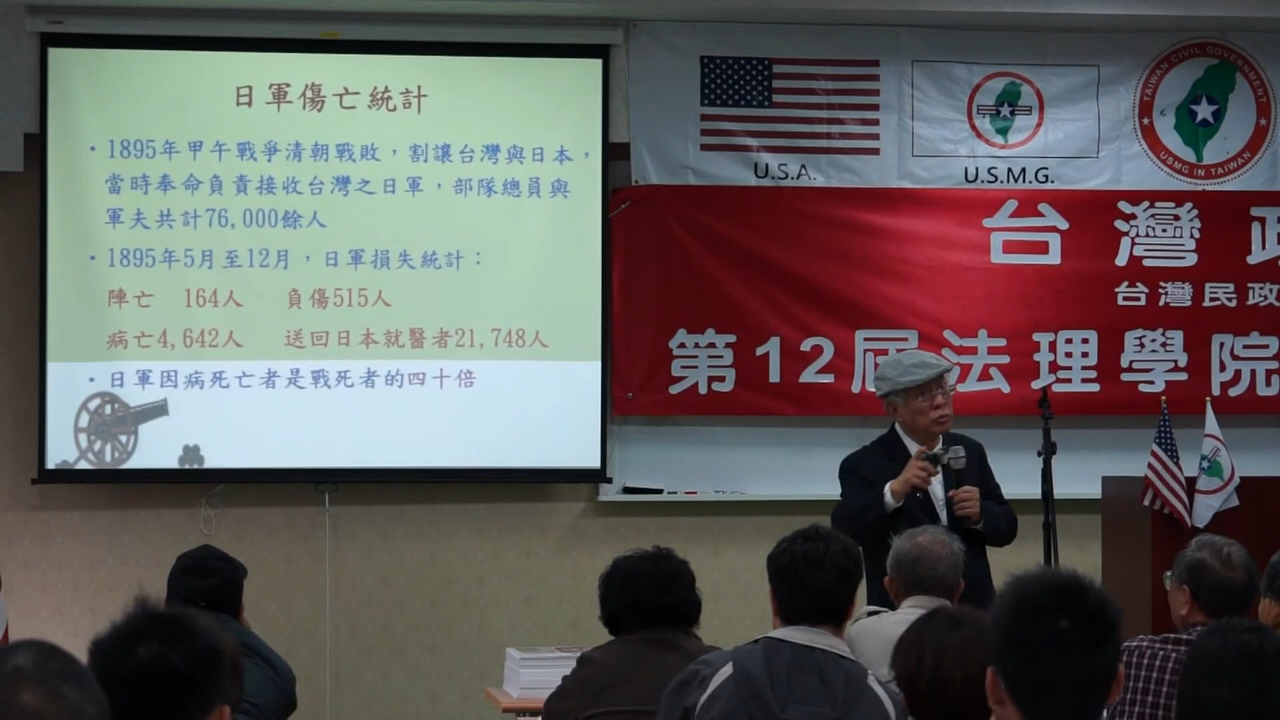 日軍傷亡統計
・1895年甲午戰爭清朝戰敗，割讓台灣與日本，
當時奉命負責接收台灣之日軍，部隊總員與
軍夫共計76,000餘人
・1895年5月至12月，日軍損失統計：
陣亡 164人 負傷515人
病亡4,642人 送回日本就醫者21,748人
・日軍因病死亡者是戰死者的四十倍
U.S.A.
U.S.M.G.
TAIWAN CIVIL GOVERNMENT
USMG IN TAIWAN
台灣
台灣民政
第12屆法理學院